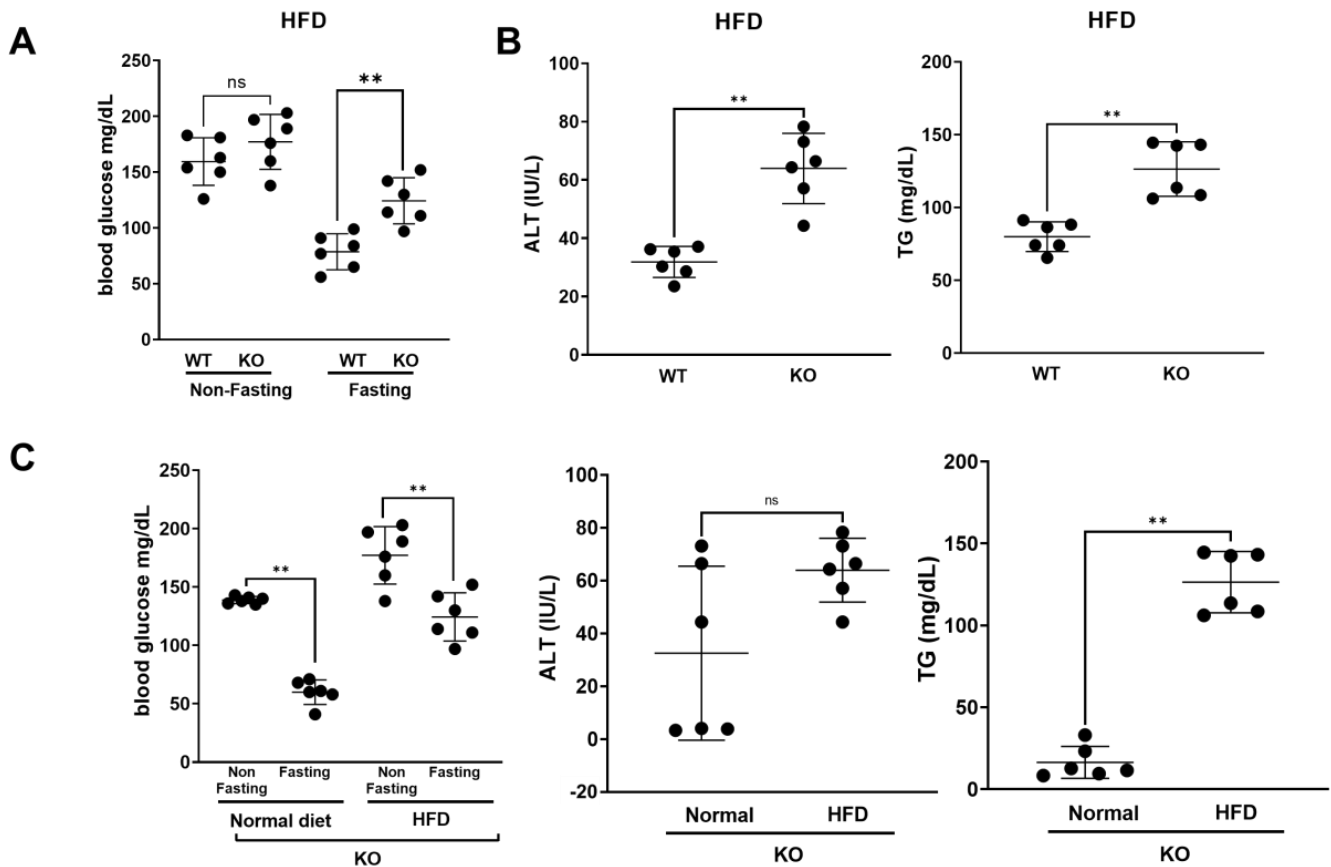 A
HFD
blood glucose mg/dL
250
200
150
100
50
0
ns
**
WT KO WT KO
Non-Fasting Fasting
B
HFD
ALT (IU/L)
100
80
60
40
20
0
**
WT KO
HFD
TG (mg/dL)
200
150
100
50
0
**
WT KO
C
blood glucose mg/dL
250
200
150
100
50
0
**
**
Non Fasting Fasting Non Fasting Fasting
Normal diet HFD
KO
ALT (IU/L)
100
80
60
40
20
0
-20
ns
Normal HFD
KO
TG (mg/dL)
200
150
100
50
0
**
Normal HFD
KO